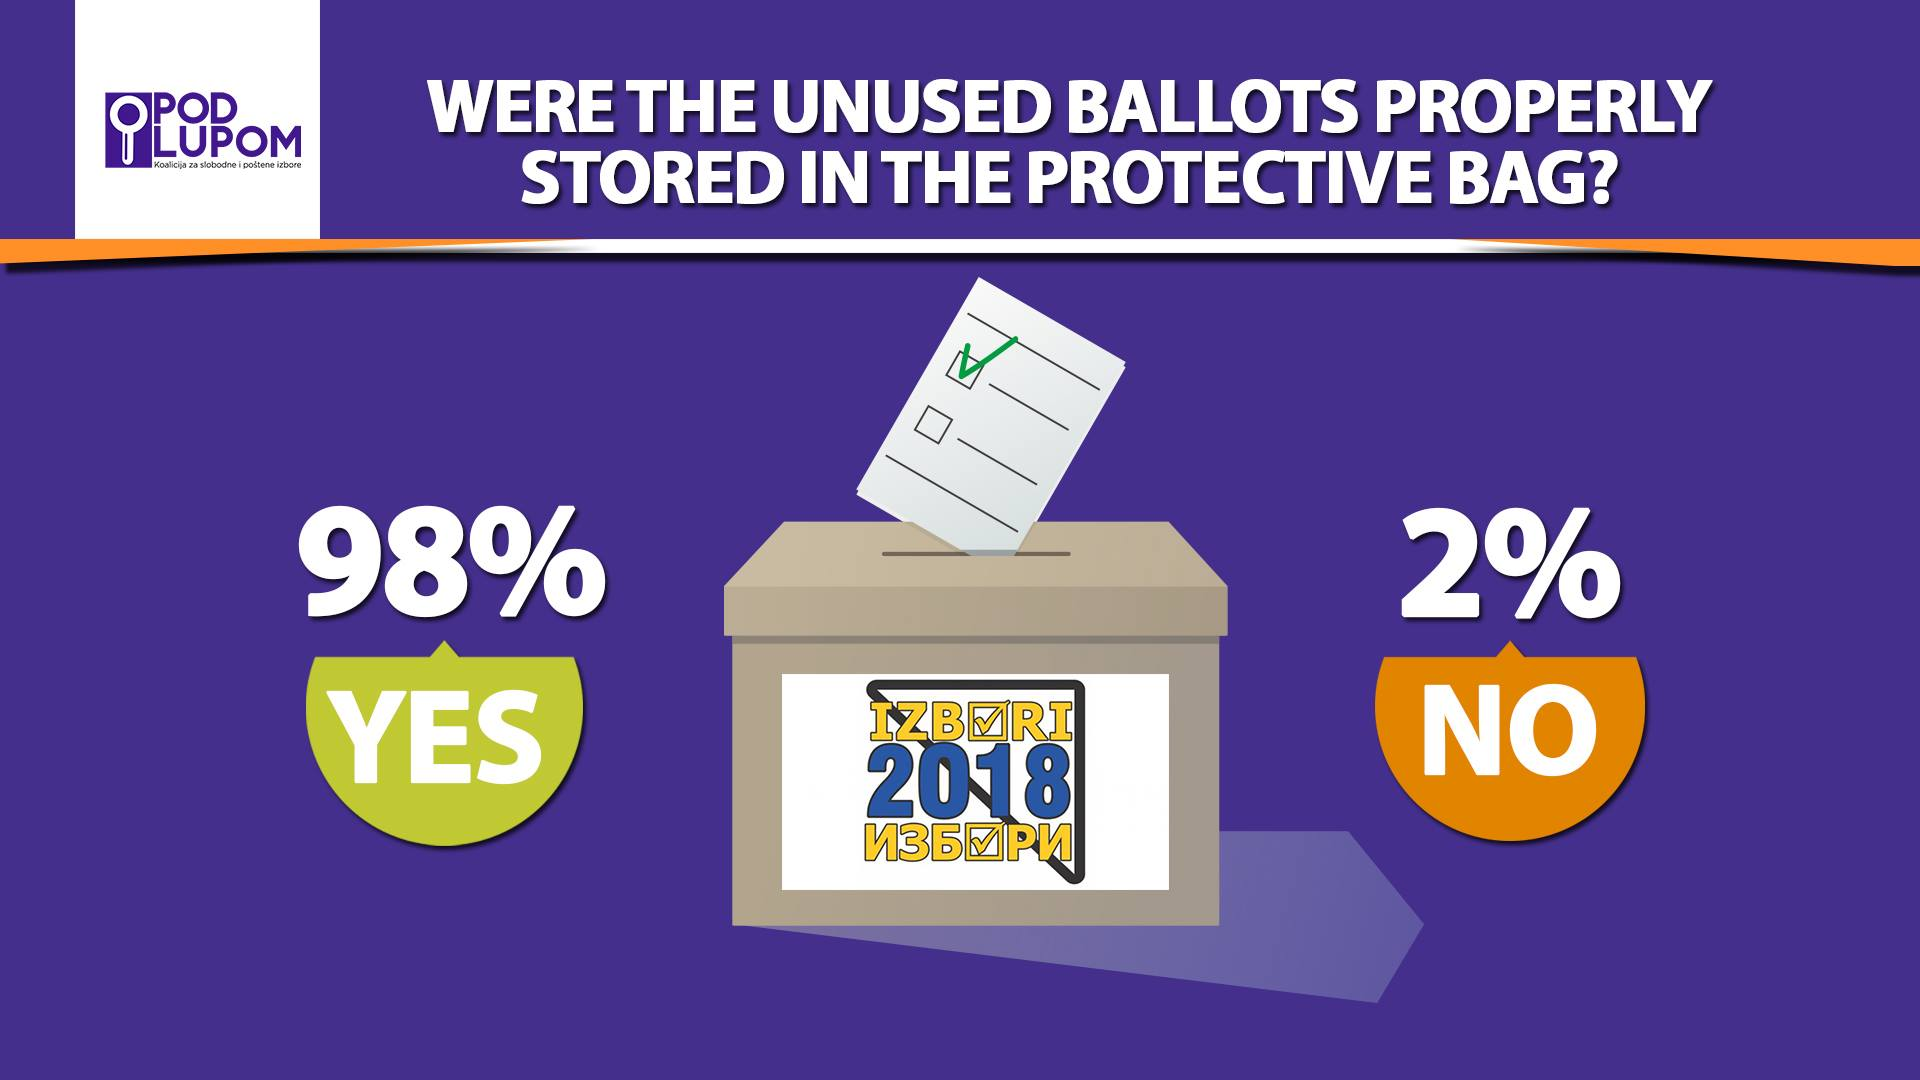 POD
LUPOM
Koalicija za slobodne i poštene izbore
WERE THE UNUSED BALLOTS PROPERLY
STORED IN THE PROTECTIVE BAG?
98%
YES
2%
NO
IZBORI
2018
ИЗБОРИ